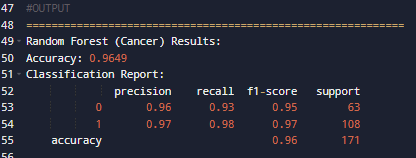 47 #OUTPUT
48 ============================================================
49 Random Forest (Cancer) Results:
50 Accuracy: 0.9649
51 Classification Report:
52 precision recall f1-score support
53 0 0.96 0.93 0.95 63
54 1 0.97 0.98 0.97 108
55 accuracy 0.96 171
56